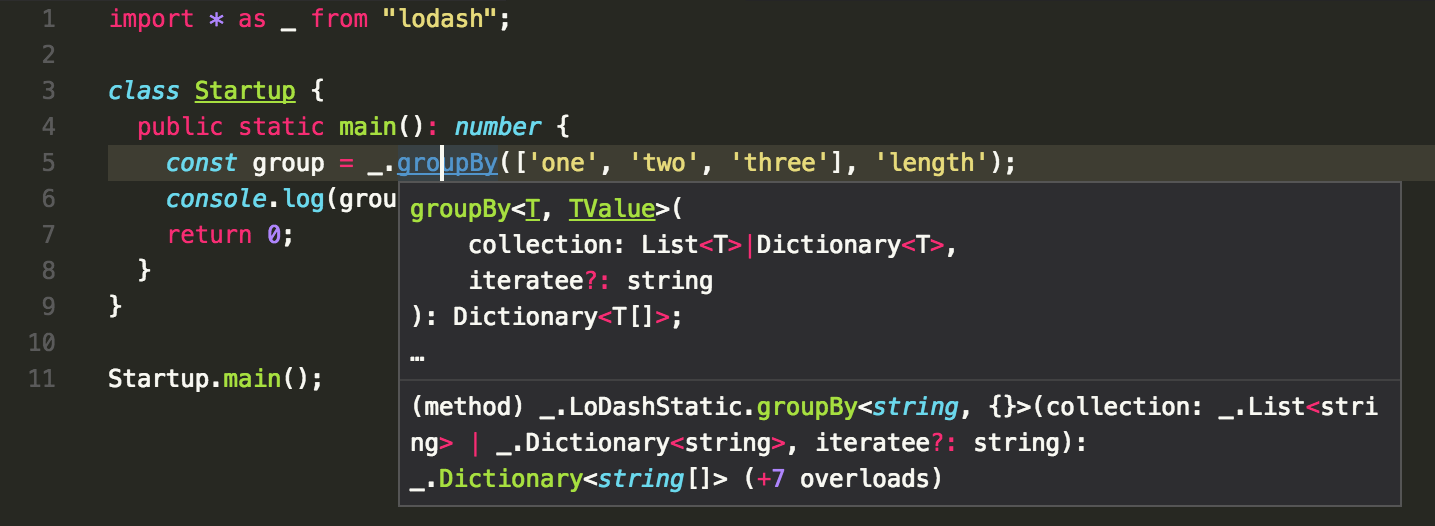 1 import * as _ from "lodash";
2
3 class Startup {
4 public static main(): number {
5 const group = _.groupBy(['one', 'two', 'three'], 'length');
6 console.log(grou
7 return 0;
8 }
9 }
10
11 Startup.main();
groupBy<T, TValue>(
collection: List<T>|Dictionary<T>,
iteratee?: string
): Dictionary<T[]>;
…
(method) _.LoDashStatic.groupBy<string, {}>(collection: _.List<stri
ng> | _.Dictionary<string>, iteratee?: string):
_.Dictionary<string[]> (+7 overloads)